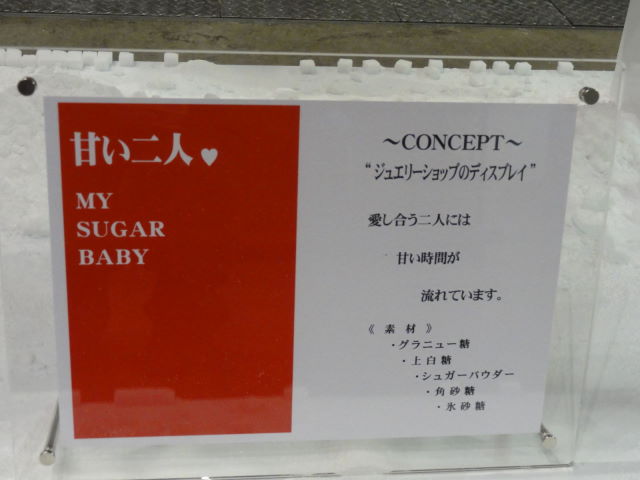 甘い二人♥
MY
SUGAR
BABY
～CONCEPT～
“ジュエリーショップのディスプレイ”
愛し合う二人には
甘い時間が
流れています。
《 素 材 》
・グラニュー糖
・上白糖
・シュガーパウダー
・角砂糖
・氷砂糖